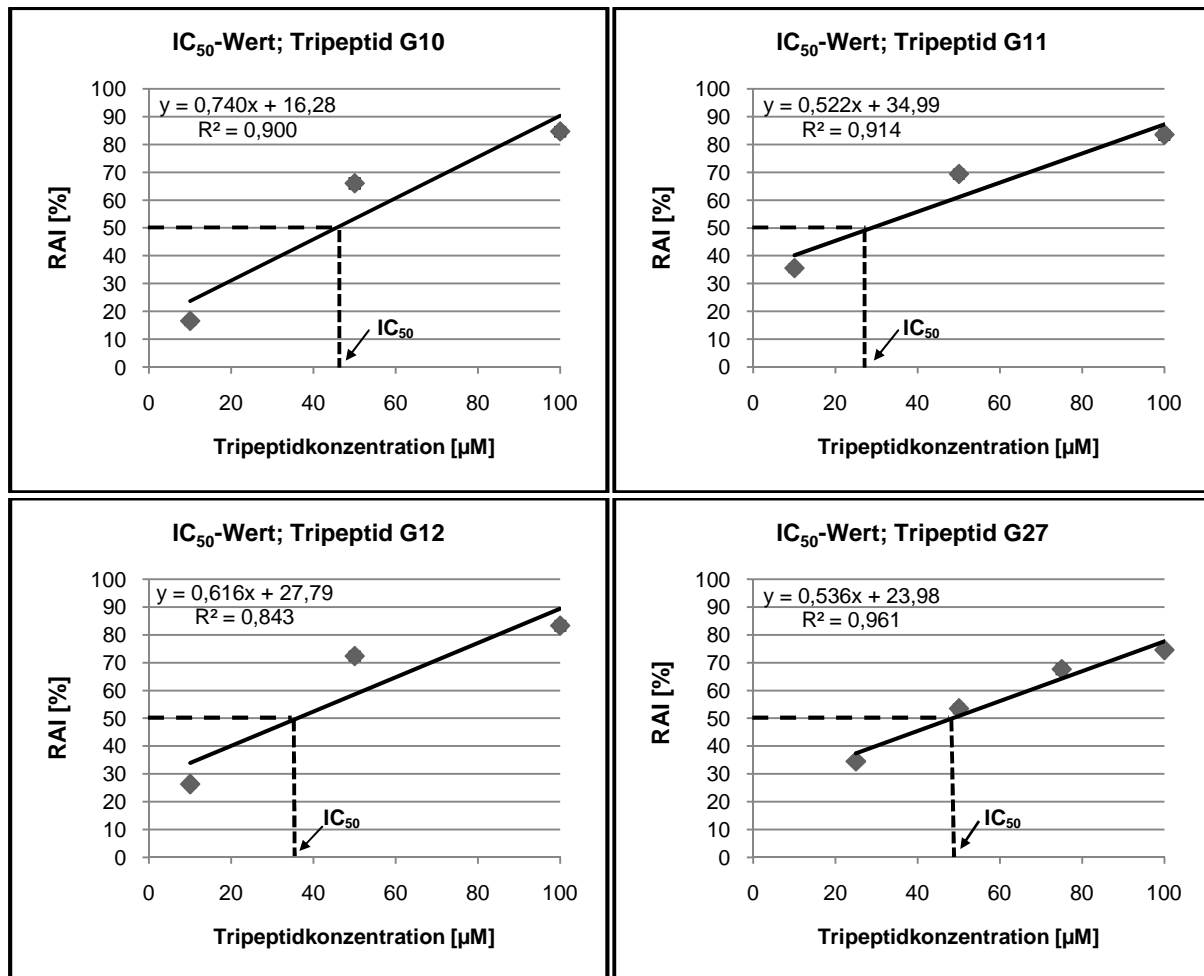 IC₅₀-Wert; Tripeptid G10
y = 0,740x + 16,28
R² = 0,900
RAI [%]
100
90
80
70
60
50
40
30
20
10
0
IC₅₀
0 20 40 60 80 100
Tripeptidkonzentration [µM]
IC₅₀-Wert; Tripeptid G11
y = 0,522x + 34,99
R² = 0,914
RAI [%]
100
90
80
70
60
50
40
30
20
10
0
IC₅₀
0 20 40 60 80 100
Tripeptidkonzentration [µM]
IC₅₀-Wert; Tripeptid G12
y = 0,616x + 27,79
R² = 0,843
RAI [%]
100
90
80
70
60
50
40
30
20
10
0
IC₅₀
0 20 40 60 80 100
Tripeptidkonzentration [µM]
IC₅₀-Wert; Tripeptid G27
y = 0,536x + 23,98
R² = 0,961
RAI [%]
100
90
80
70
60
50
40
30
20
10
0
IC₅₀
0 20 40 60 80 100
Tripeptidkonzentration [µM]